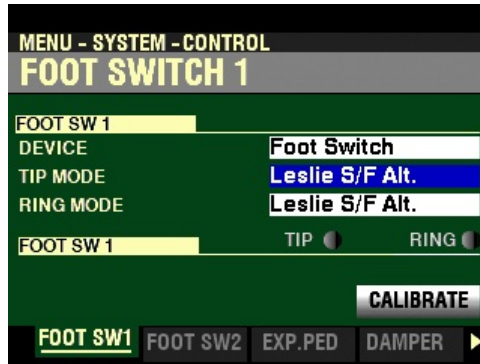 MENU - SYSTEM - CONTROL
FOOT SWITCH 1
FOOT SW 1
DEVICE Foot Switch
TIP MODE Leslie S/F Alt.
RING MODE Leslie S/F Alt.
FOOT SW 1 TIP RING
CALIBRATE
FOOT SW1 FOOT SW2 EXP.PED DAMPER